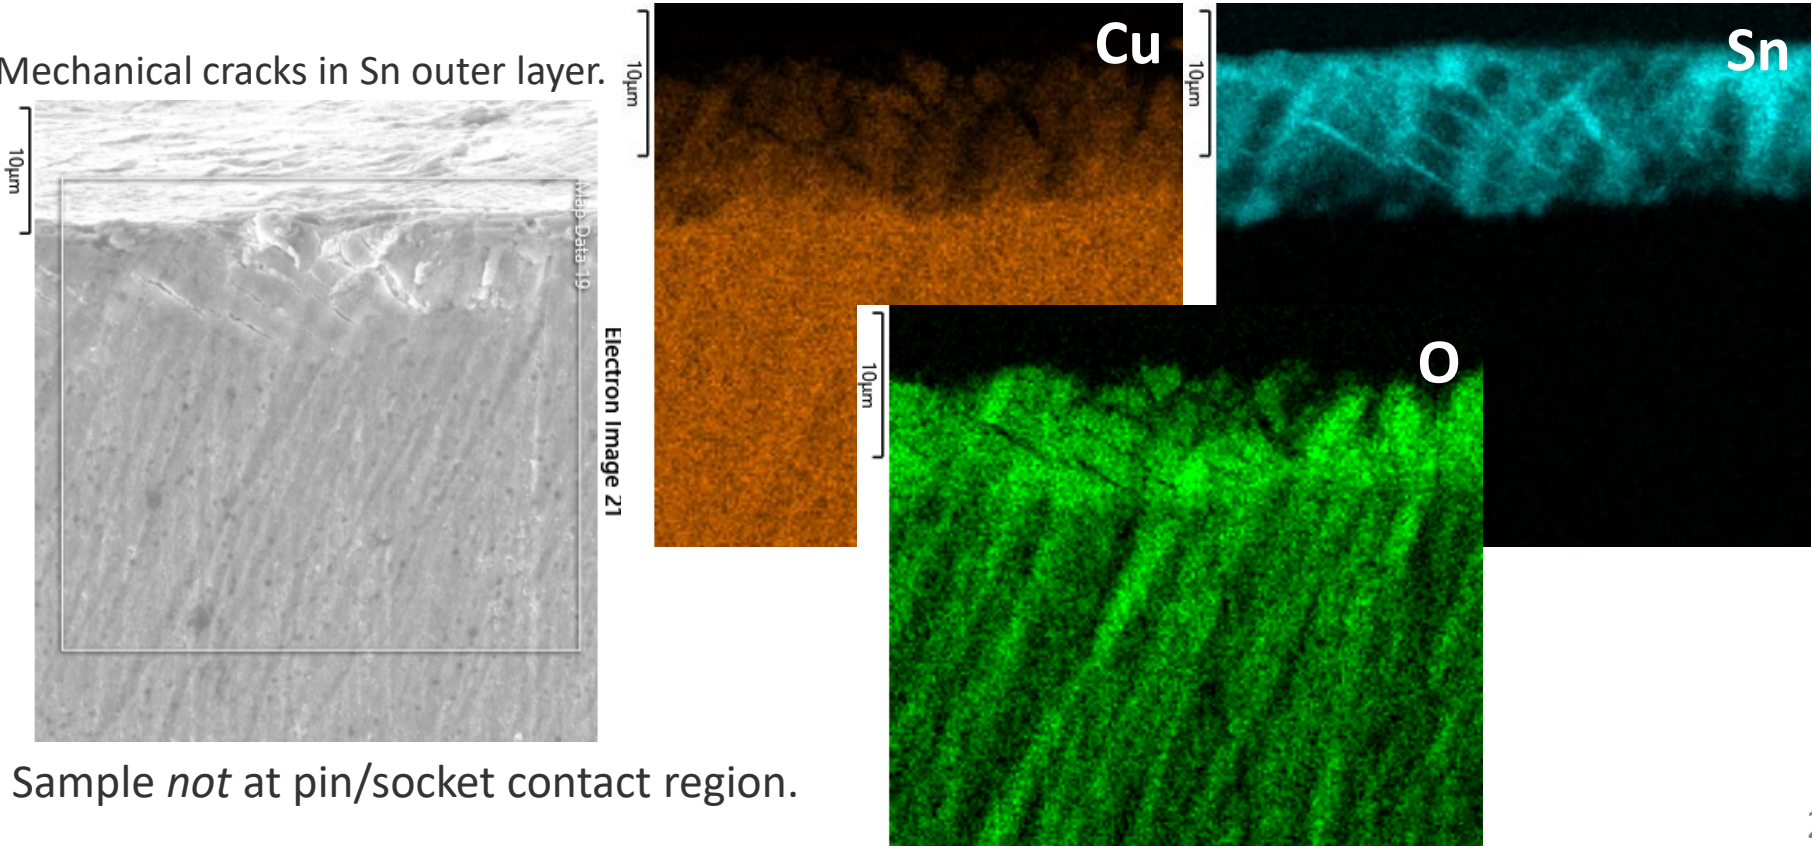 Mechanical cracks in Sn outer layer.
10μm
Map Data 19
Electron Image 21
10μm
Cu
10μm
Sn
10μm
O
Sample not at pin/socket contact region.
2